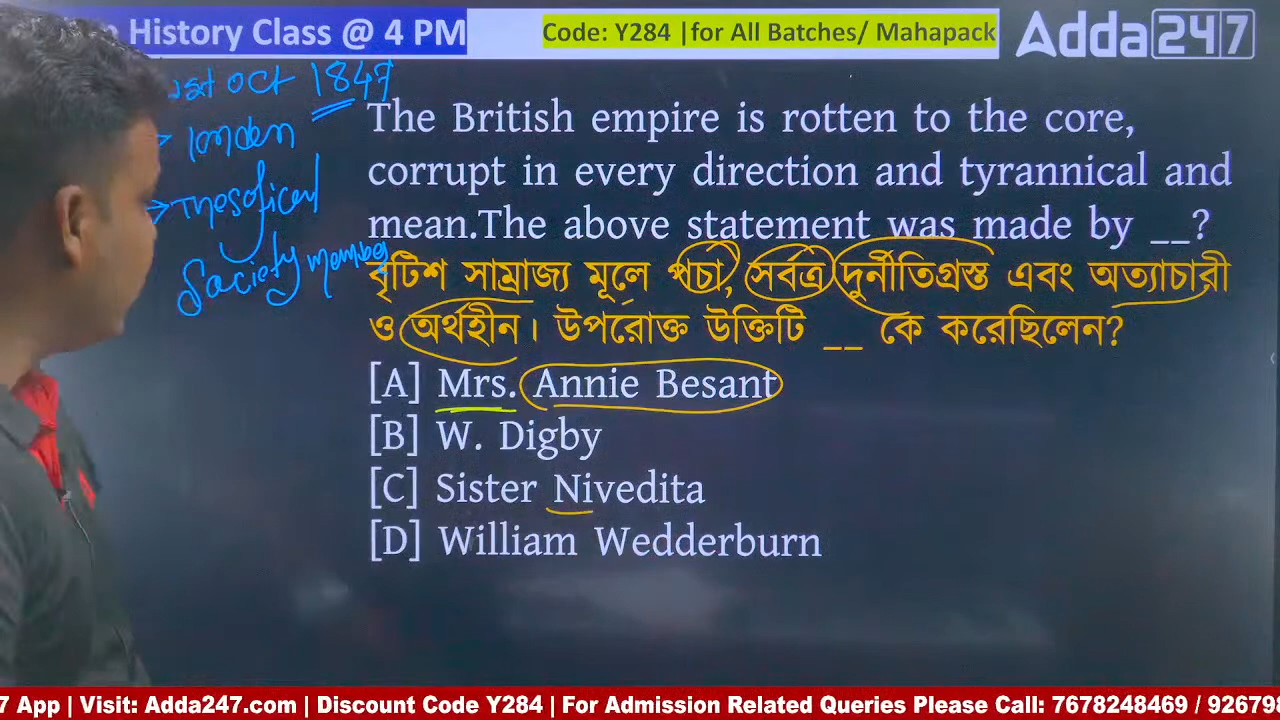 History Class @ 4 PM
Code: Y284 |for All Batches/ Mahapack
Adda247
oct 1847
london
society member
The British empire is rotten to the core,
corrupt in every direction and tyrannical and
mean.The above statement was made by __?
বৃটিশ সাম্রাজ্য মূলে পচা, সর্বত্র দুর্নীতিগ্রস্ত এবং অত্যাচারী
ও অর্থহীন। উপরোক্ত উক্তিটি __ কে করেছিলেন?
[A] Mrs. Annie Besant
[B] W. Digby
[C] Sister Nivedita
[D] William Wedderburn
7 App | Visit: Adda247.com | Discount Code Y284 | For Admission Related Queries Please Call: 7678248469 / 926798